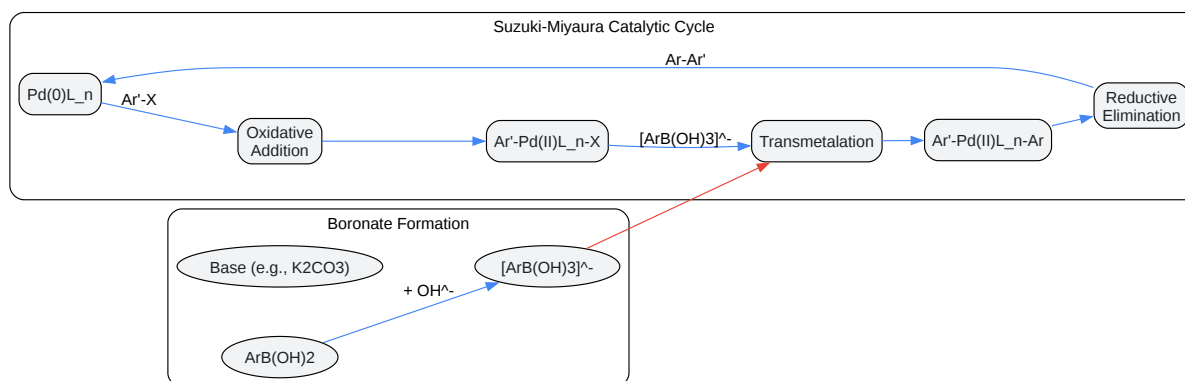 Suzuki-Miyaura Catalytic Cycle
Ar-Ar'
Pd(0)L_n
Ar'-X
Oxidative
Addition
Ar'-Pd(II)L_n-X
[ArB(OH)3]^-
Transmetalation
Ar'-Pd(II)L_n-Ar
Reductive
Elimination
Boronate Formation
Base (e.g., K2CO3)
[ArB(OH)3]^-
+ OH^-
ArB(OH)2